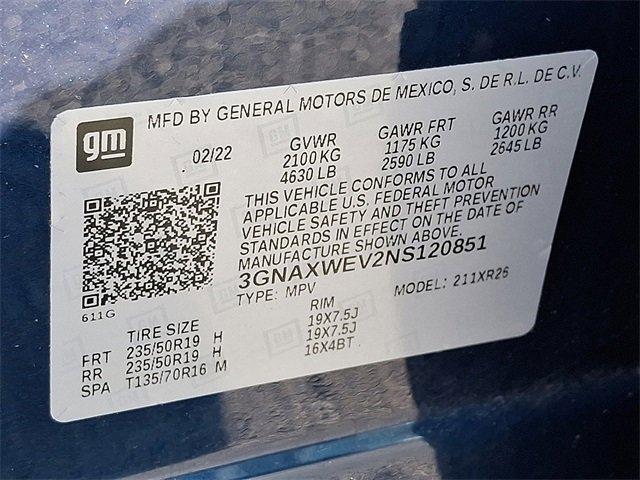 gm
MFD BY GENERAL MOTORS DE MEXICO, S. DE R.L. DE C.V.
02/22 GVWR GAWR FRT GAWR RR
2100 KG 1175 KG 1200 KG
4630 LB 2590 LB 2645 LB
THIS VEHICLE CONFORMS TO ALL
APPLICABLE U.S. FEDERAL MOTOR
VEHICLE SAFETY AND THEFT PREVENTION
STANDARDS IN EFFECT ON THE DATE OF
MANUFACTURE SHOWN ABOVE.
3GNAXWEV2NS120851
TYPE: MPV MODEL: 211XR26
611G
TIRE SIZE RIM
FRT 235/50R19 H 19X7.5J
RR 235/50R19 H 19X7.5J
SPA T135/70R16 M 16X4BT